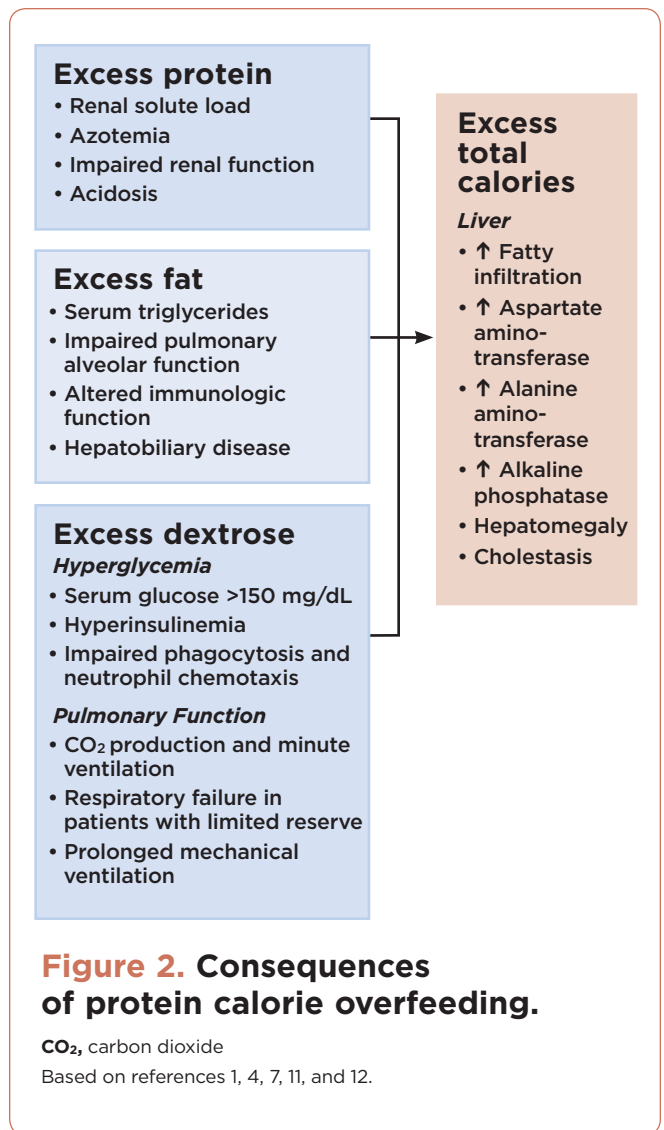 Excess protein
• Renal solute load
• Azotemia
• Impaired renal function
• Acidosis
Excess fat
• Serum triglycerides
• Impaired pulmonary
alveolar function
• Altered immunologic
function
• Hepatobiliary disease
Excess dextrose
Hyperglycemia
• Serum glucose >150 mg/dL
• Hyperinsulinemia
• Impaired phagocytosis and
neutrophil chemotaxis
Pulmonary Function
• CO₂ production and minute
ventilation
• Respiratory failure in
patients with limited reserve
• Prolonged mechanical
ventilation
Excess
total
calories
Liver
• ↑ Fatty
infiltration
• ↑ Aspartate
amino-
transferase
• ↑ Alanine
amino-
transferase
• ↑ Alkaline
phosphatase
• Hepatomegaly
• Cholestasis
Figure 2. Consequences
of protein calorie overfeeding.
CO₂, carbon dioxide
Based on references 1, 4, 7, 11, and 12.